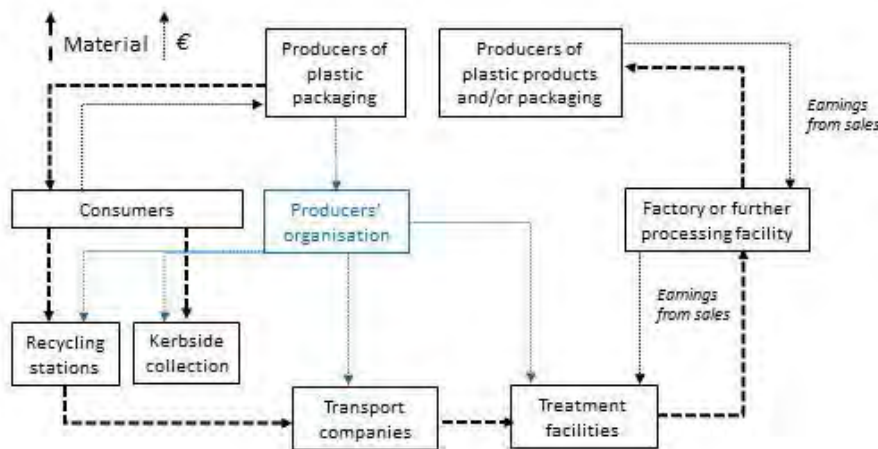 Material €
Producers of
plastic
packaging
Producers of
plastic products
and/or packaging
Earnings
from sales
Consumers
Producers'
organisation
Factory or further
processing facility
Earnings
from sales
Recycling
stations
Kerbside
collection
Transport
companies
Treatment
facilities